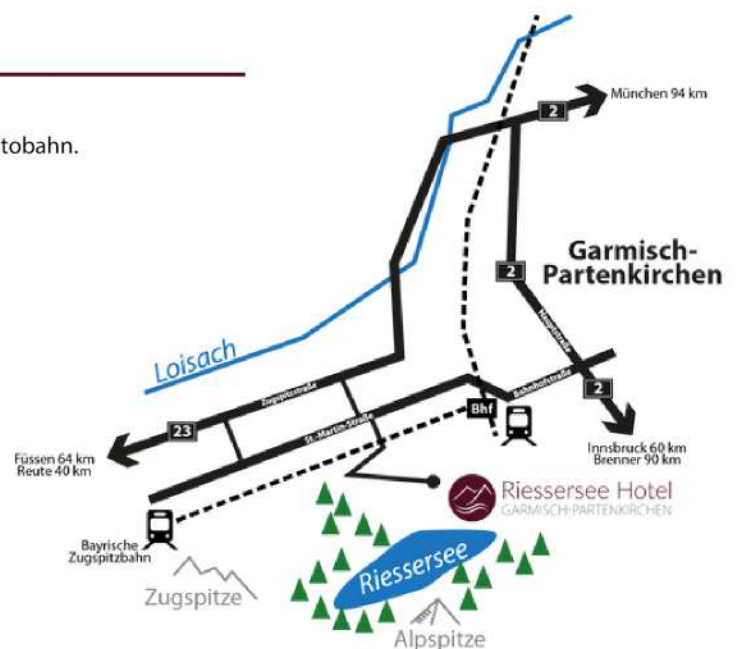 tobahn.
2
München 94 km
2
Garmisch-
Partenkirchen
Hauptstraße
Loisach
Zugspitzstraße
Bahnhofstraße
2
23
St.-Martin-Straße
Bhf
Füssen 64 km
Reute 40 km
Innsbruck 60 km
Brenner 90 km
Riessersee Hotel
GARMISCH-PARTENKIRCHEN
Bayrische
Zugspitzbahn
Riessersee
Zugspitze
Alpspitze